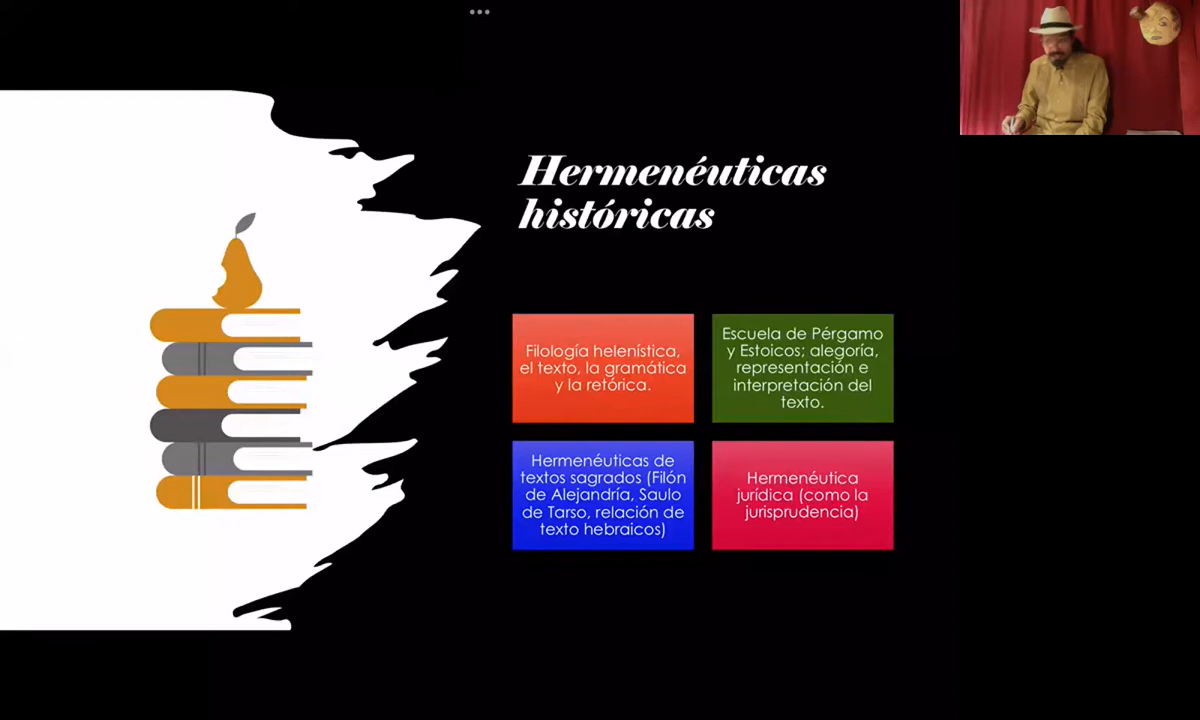 Hermenéuticas
históricas
Filología helenística,
el texto, la gramática
y la retórica.
Escuela de Pérgamo
y Estoicos; alegoría,
representación e
interpretación del
texto.
Hermenéuticas de
textos sagrados (Filón
de Alejandría, Saulo
de Tarso, relación de
texto hebraicos)
Hermenéutica
jurídica (como la
jurisprudencia)